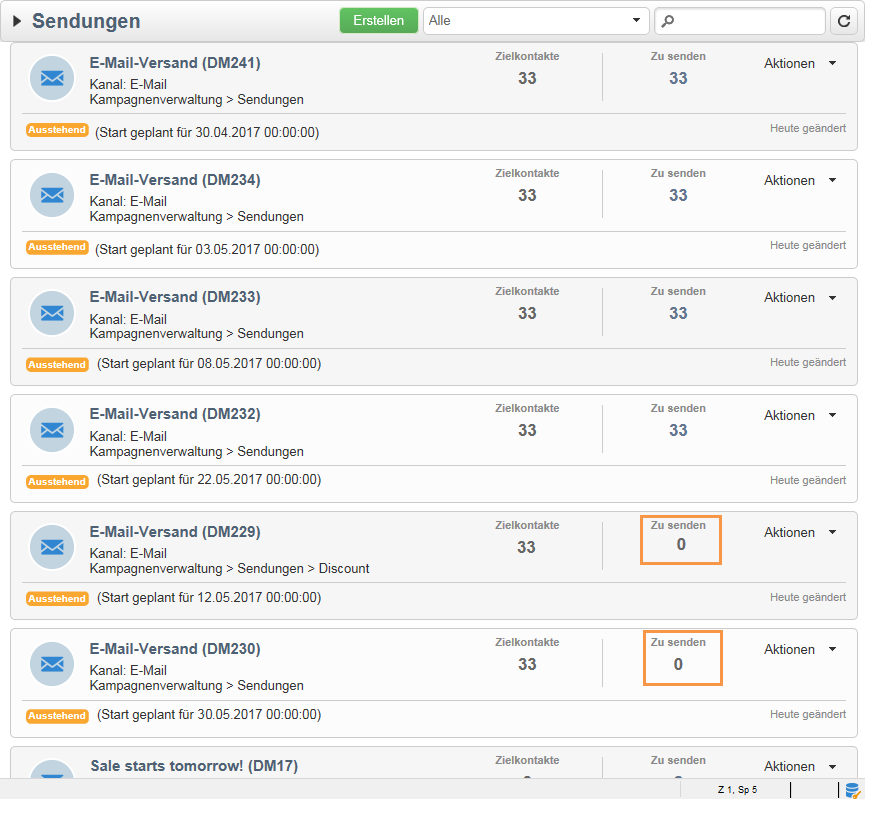 Sendungen
Erstellen
Alle
E-Mail-Versand (DM241)
Zielkontakte
Zu senden
Aktionen
33
33
Kanal: E-Mail
Kampagnenverwaltung > Sendungen
Ausstehend (Start geplant für 30.04.2017 00:00:00)
Heute geändert
E-Mail-Versand (DM234)
Zielkontakte
Zu senden
Aktionen
33
33
Kanal: E-Mail
Kampagnenverwaltung > Sendungen
Ausstehend (Start geplant für 03.05.2017 00:00:00)
Heute geändert
E-Mail-Versand (DM233)
Zielkontakte
Zu senden
Aktionen
33
33
Kanal: E-Mail
Kampagnenverwaltung > Sendungen
Ausstehend (Start geplant für 08.05.2017 00:00:00)
Heute geändert
E-Mail-Versand (DM232)
Zielkontakte
Zu senden
Aktionen
33
33
Kanal: E-Mail
Kampagnenverwaltung > Sendungen
Ausstehend (Start geplant für 22.05.2017 00:00:00)
Heute geändert
E-Mail-Versand (DM229)
Zielkontakte
Zu senden
Aktionen
33
0
Kanal: E-Mail
Kampagnenverwaltung > Sendungen > Discount
Ausstehend (Start geplant für 12.05.2017 00:00:00)
Heute geändert
E-Mail-Versand (DM230)
Zielkontakte
Zu senden
Aktionen
33
0
Kanal: E-Mail
Kampagnenverwaltung > Sendungen
Ausstehend (Start geplant für 30.05.2017 00:00:00)
Heute geändert
Sale starts tomorrow! (DM17)
Zielkontakte
Zu senden
Aktionen
Z 1, Sp 5